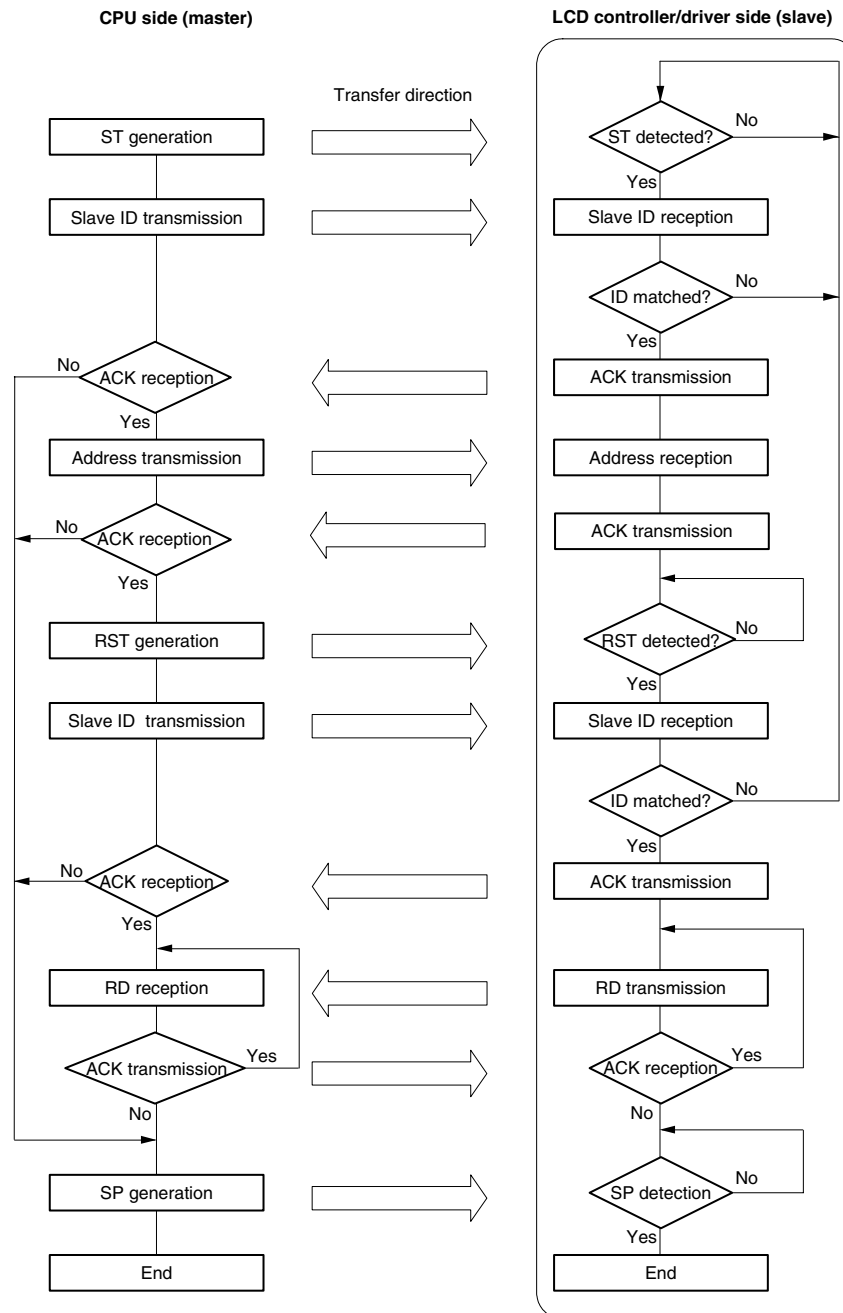 CPU side (master)
LCD controller/driver side (slave)
Transfer direction
ST generation
ST detected?
No
Yes
Slave ID transmission
Slave ID reception
ID matched?
No
Yes
No
ACK reception
Yes
ACK transmission
Address transmission
Address reception
No
ACK reception
Yes
ACK transmission
RST generation
RST detected?
No
Yes
Slave ID transmission
Slave ID reception
ID matched?
No
Yes
No
ACK reception
Yes
ACK transmission
RD reception
RD transmission
ACK transmission
Yes
No
ACK reception
Yes
No
SP generation
SP detection
No
Yes
End
End